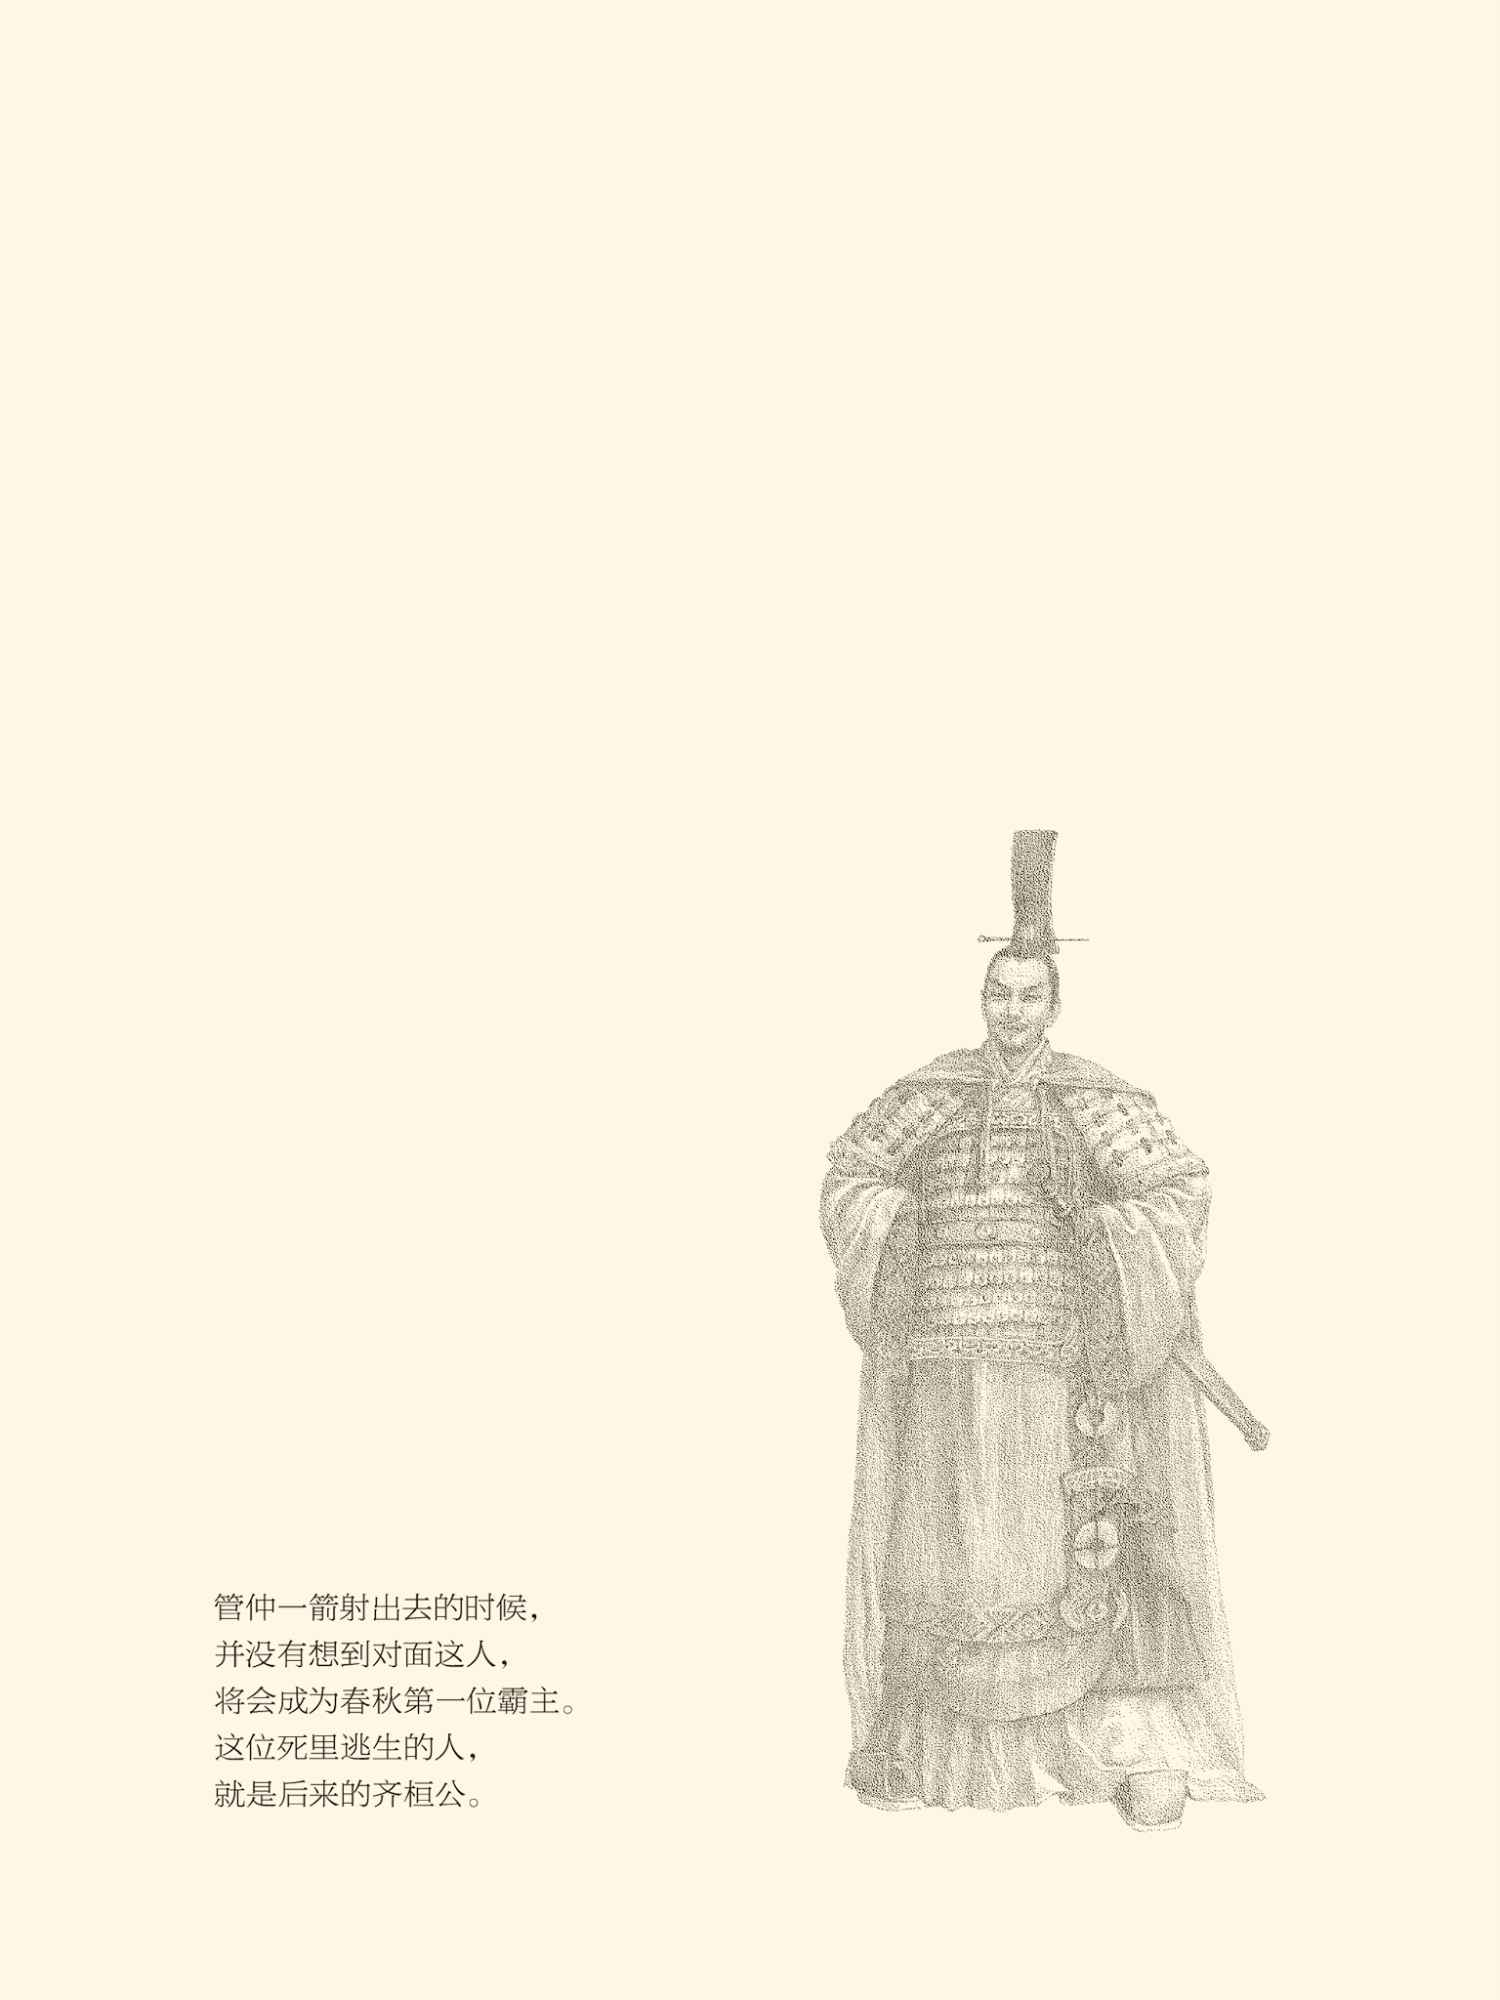 管仲一箭射出去的时候，
并没有想到对面这人，
将会成为春秋第一位霸主。
这位死里逃生的人，
就是后来的齐桓公。